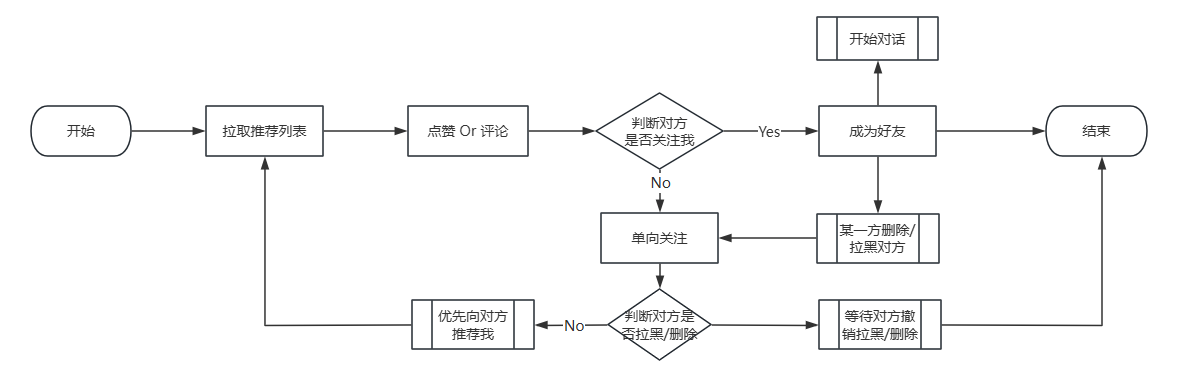 开始对话
开始
拉取推荐列表
点赞 Or 评论
判断对方
是否关注我
Yes
成为好友
结束
No
单向关注
某一方删除/
拉黑对方
优先向对方
推荐我
No
判断对方是
否拉黑/删除
等待对方撤
销拉黑/删除